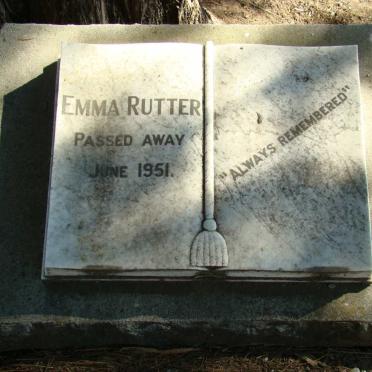 EMMA RUTTER
PASSED AWAY
JUNE 1951.
"ALWAYS REMEMBERED"